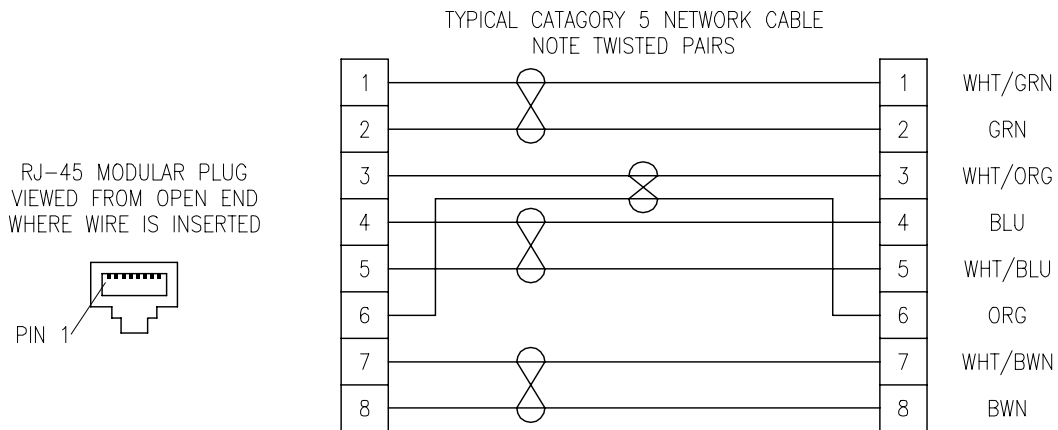 TYPICAL CATAGORY 5 NETWORK CABLE
NOTE TWISTED PAIRS
RJ-45 MODULAR PLUG
VIEWED FROM OPEN END
WHERE WIRE IS INSERTED
PIN 1
1 1 WHT/GRN
2 2 GRN
3 3 WHT/ORG
4 4 BLU
5 5 WHT/BLU
6 6 ORG
7 7 WHT/BWN
8 8 BWN